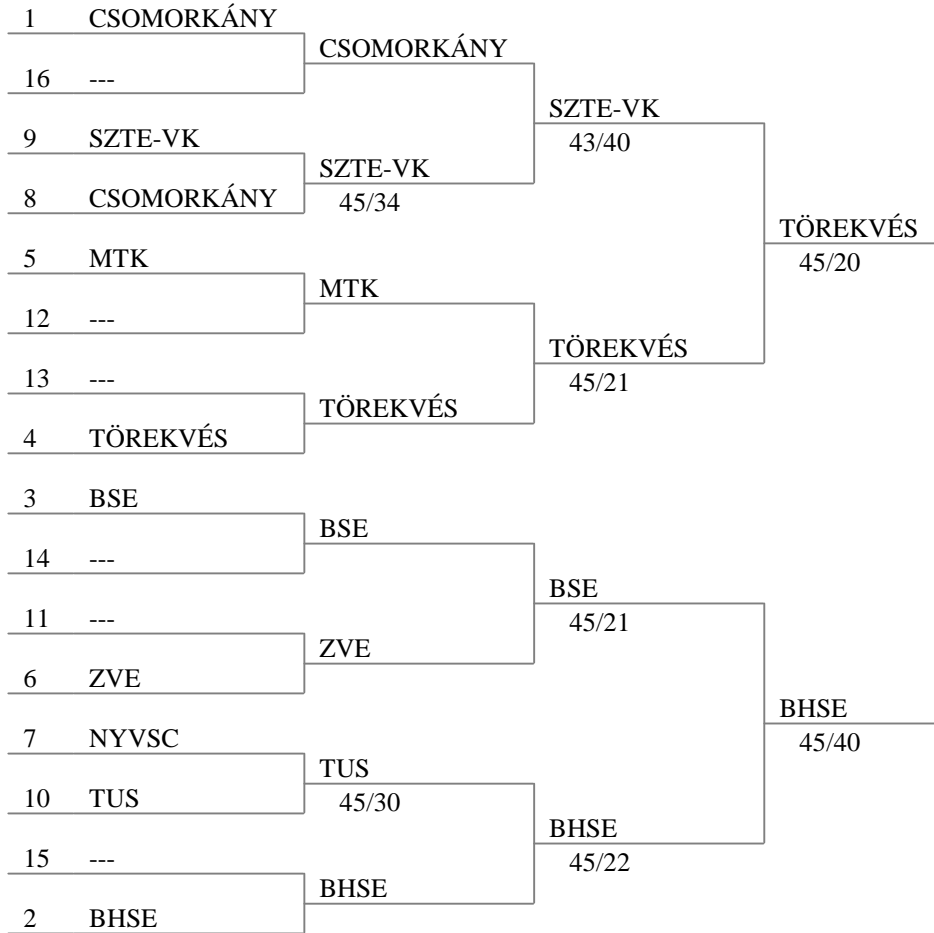 1 CSOMORKÁNY
CSOMORKÁNY
16 ---
SZTE-VK
43/40
9 SZTE-VK
SZTE-VK
45/34
8 CSOMORKÁNY
TÖREKVÉS
45/20
5 MTK
MTK
12 ---
TÖREKVÉS
45/21
13 ---
TÖREKVÉS
4 TÖREKVÉS
3 BSE
BSE
14 ---
BSE
45/21
11 ---
ZVE
6 ZVE
BHSE
45/40
7 NYVSC
TUS
45/30
10 TUS
BHSE
45/22
15 ---
BHSE
2 BHSE